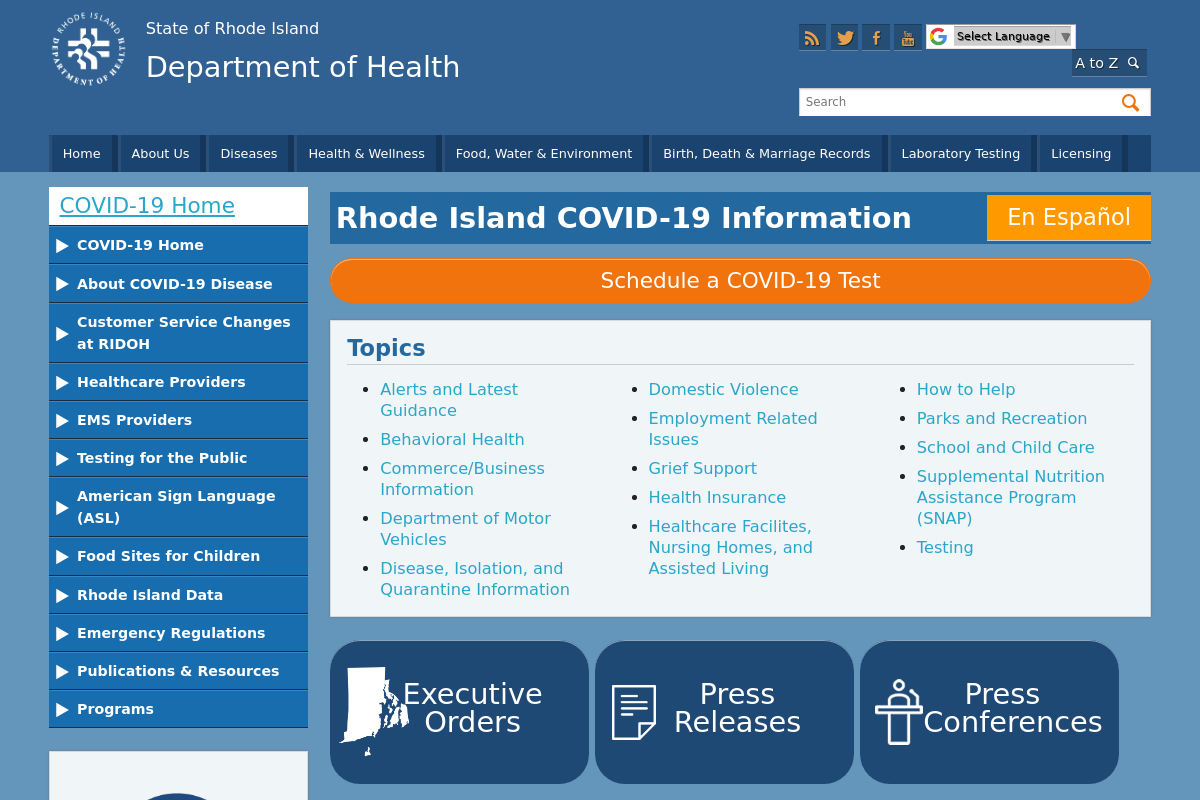 RHODE ISLAND
DEPARTMENT OF HEALTH
State of Rhode Island
Department of Health
You
Tube
Select Language
A to Z
Search
Home
About Us
Diseases
Health & Wellness
Food, Water & Environment
Birth, Death & Marriage Records
Laboratory Testing
Licensing
COVID-19 Home
COVID-19 Home
About COVID-19 Disease
Customer Service Changes
at RIDOH
Healthcare Providers
EMS Providers
Testing for the Public
American Sign Language
(ASL)
Food Sites for Children
Rhode Island Data
Emergency Regulations
Publications & Resources
Programs
Rhode Island COVID-19 Information
En Español
Schedule a COVID-19 Test
Topics
Alerts and Latest
Guidance
Behavioral Health
Commerce/Business
Information
Department of Motor
Vehicles
Disease, Isolation, and
Quarantine Information
Domestic Violence
Employment Related
Issues
Grief Support
Health Insurance
Healthcare Facilites,
Nursing Homes, and
Assisted Living
How to Help
Parks and Recreation
School and Child Care
Supplemental Nutrition
Assistance Program
(SNAP)
Testing
Executive
Orders
Press
Releases
Press
Conferences